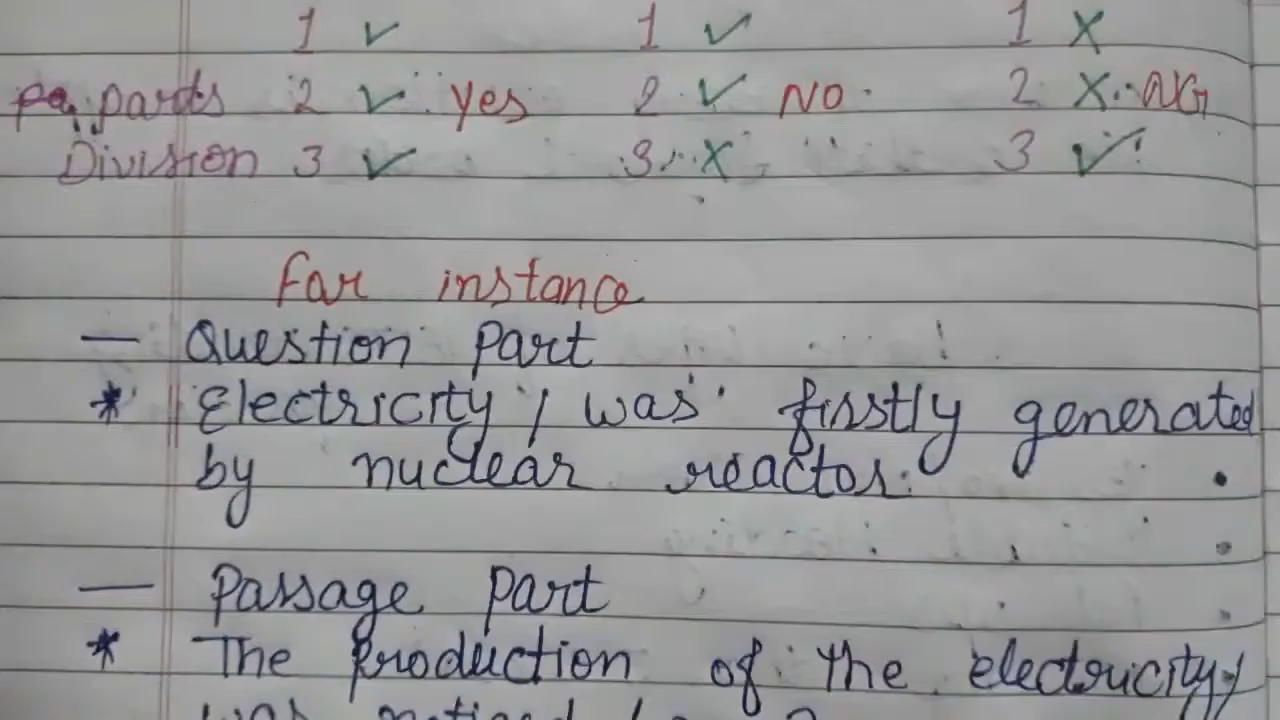 1 ✓ 1 ✓ 1 X
parts 2 ✓ Yes 2 ✓ NO 2 X NG
Division 3 ✓ 3 X 3 ✓
For instance
— Question part
* Electricity / was firstly generated
by nuclear reactor.
— Passage part
* The production of the electricity /